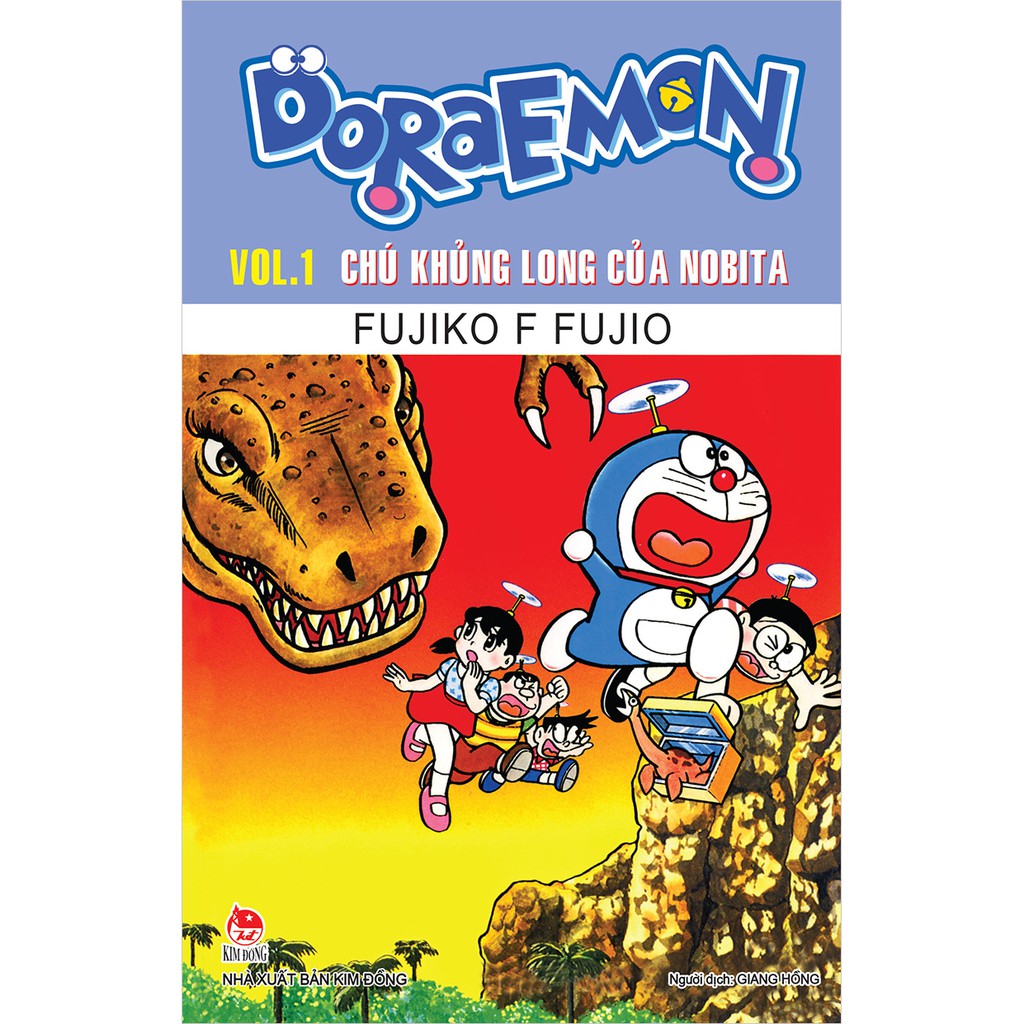 DORAEMON
VOL.1 CHÚ KHỦNG LONG CỦA NOBITA
FUJIKO F FUJIO
KIM ĐỒNG
NHÀ XUẤT BẢN KIM ĐỒNG
Người dịch: GIANG HỒNG